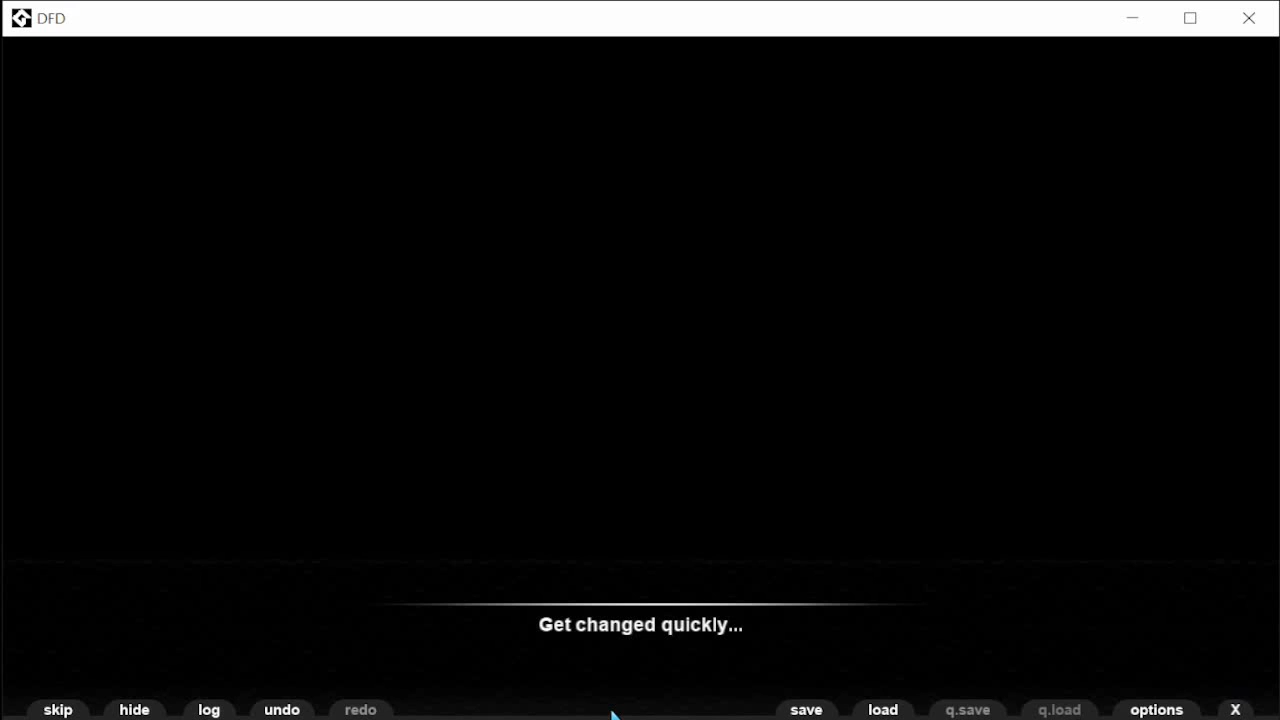 DFD
Get changed quickly...
skip hide log undo redo save load q.save q.load options X